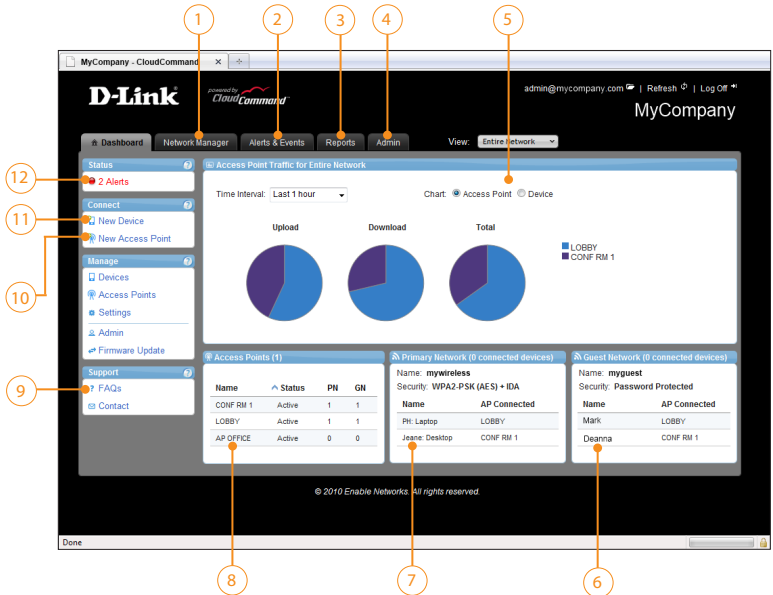 1
2
3
4
5
MyCompany - CloudCommand
D-Link
powered by
CloudCommand
admin@mycompany.com | Refresh | Log Off
MyCompany
Dashboard Network Manager Alerts & Events Reports Admin View: Entire Network
Status ?
12
2 Alerts
Connect ?
11
New Device
10
New Access Point
Manage ?
Devices
Access Points
Settings
Admin
Firmware Update
Support ?
9
? FAQs
Contact
Access Point Traffic for Entire Network
Time Interval: Last 1 hour Chart: Access Point Device
Upload Download Total
LOBBY
CONF RM 1
Access Points (1)
Name Status PN GN
CONF RM 1 Active 1 1
LOBBY Active 1 1
AP OFFICE Active 0 0
Primary Network (0 connected devices)
Name: mywireless
Security: WPA2-PSK (AES) + IDA
Name AP Connected
PH: Laptop LOBBY
Jeane: Desktop CONF RM 1
Guest Network (0 connected devices)
Name: myguest
Security: Password Protected
Name AP Connected
Mark LOBBY
Deanna CONF RM 1
© 2010 Enable Networks. All rights reserved.
Done
8
7
6